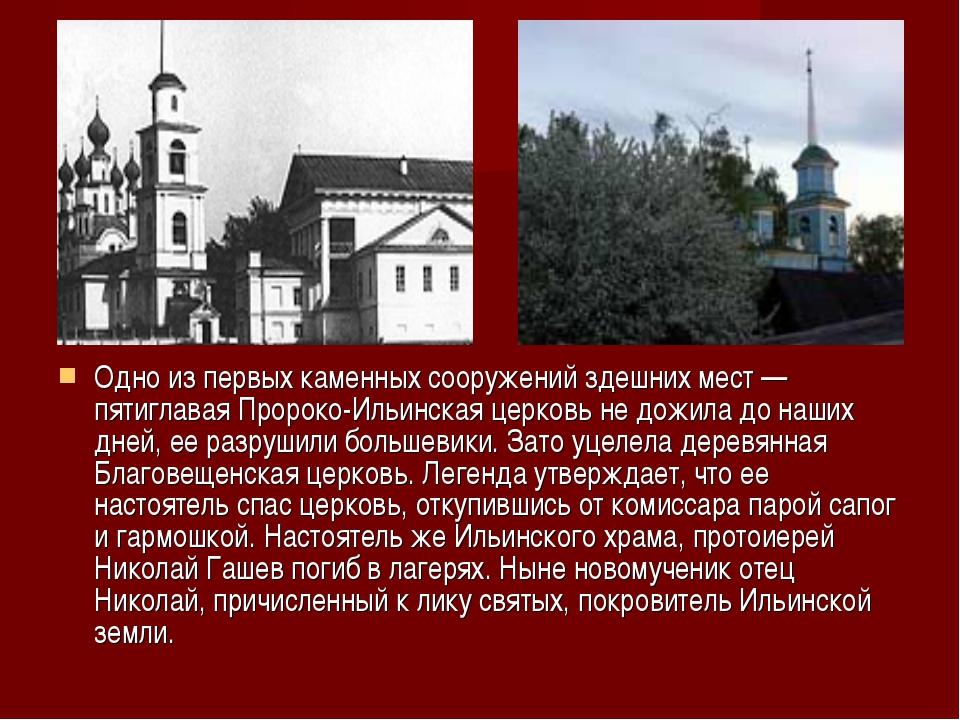 Одно из первых каменных сооружений здешних мест —
пятиглавая Пророко-Ильинская церковь не дожила до наших
дней, ее разрушили большевики. Зато уцелела деревянная
Благовещенская церковь. Легенда утверждает, что ее
настоятель спас церковь, откупившись от комиссара парой сапог
и гармошкой. Настоятель же Ильинского храма, протоиерей
Николай Гашев погиб в лагерях. Ныне новомученик отец
Николай, причисленный к лику святых, покровитель Ильинской
земли.